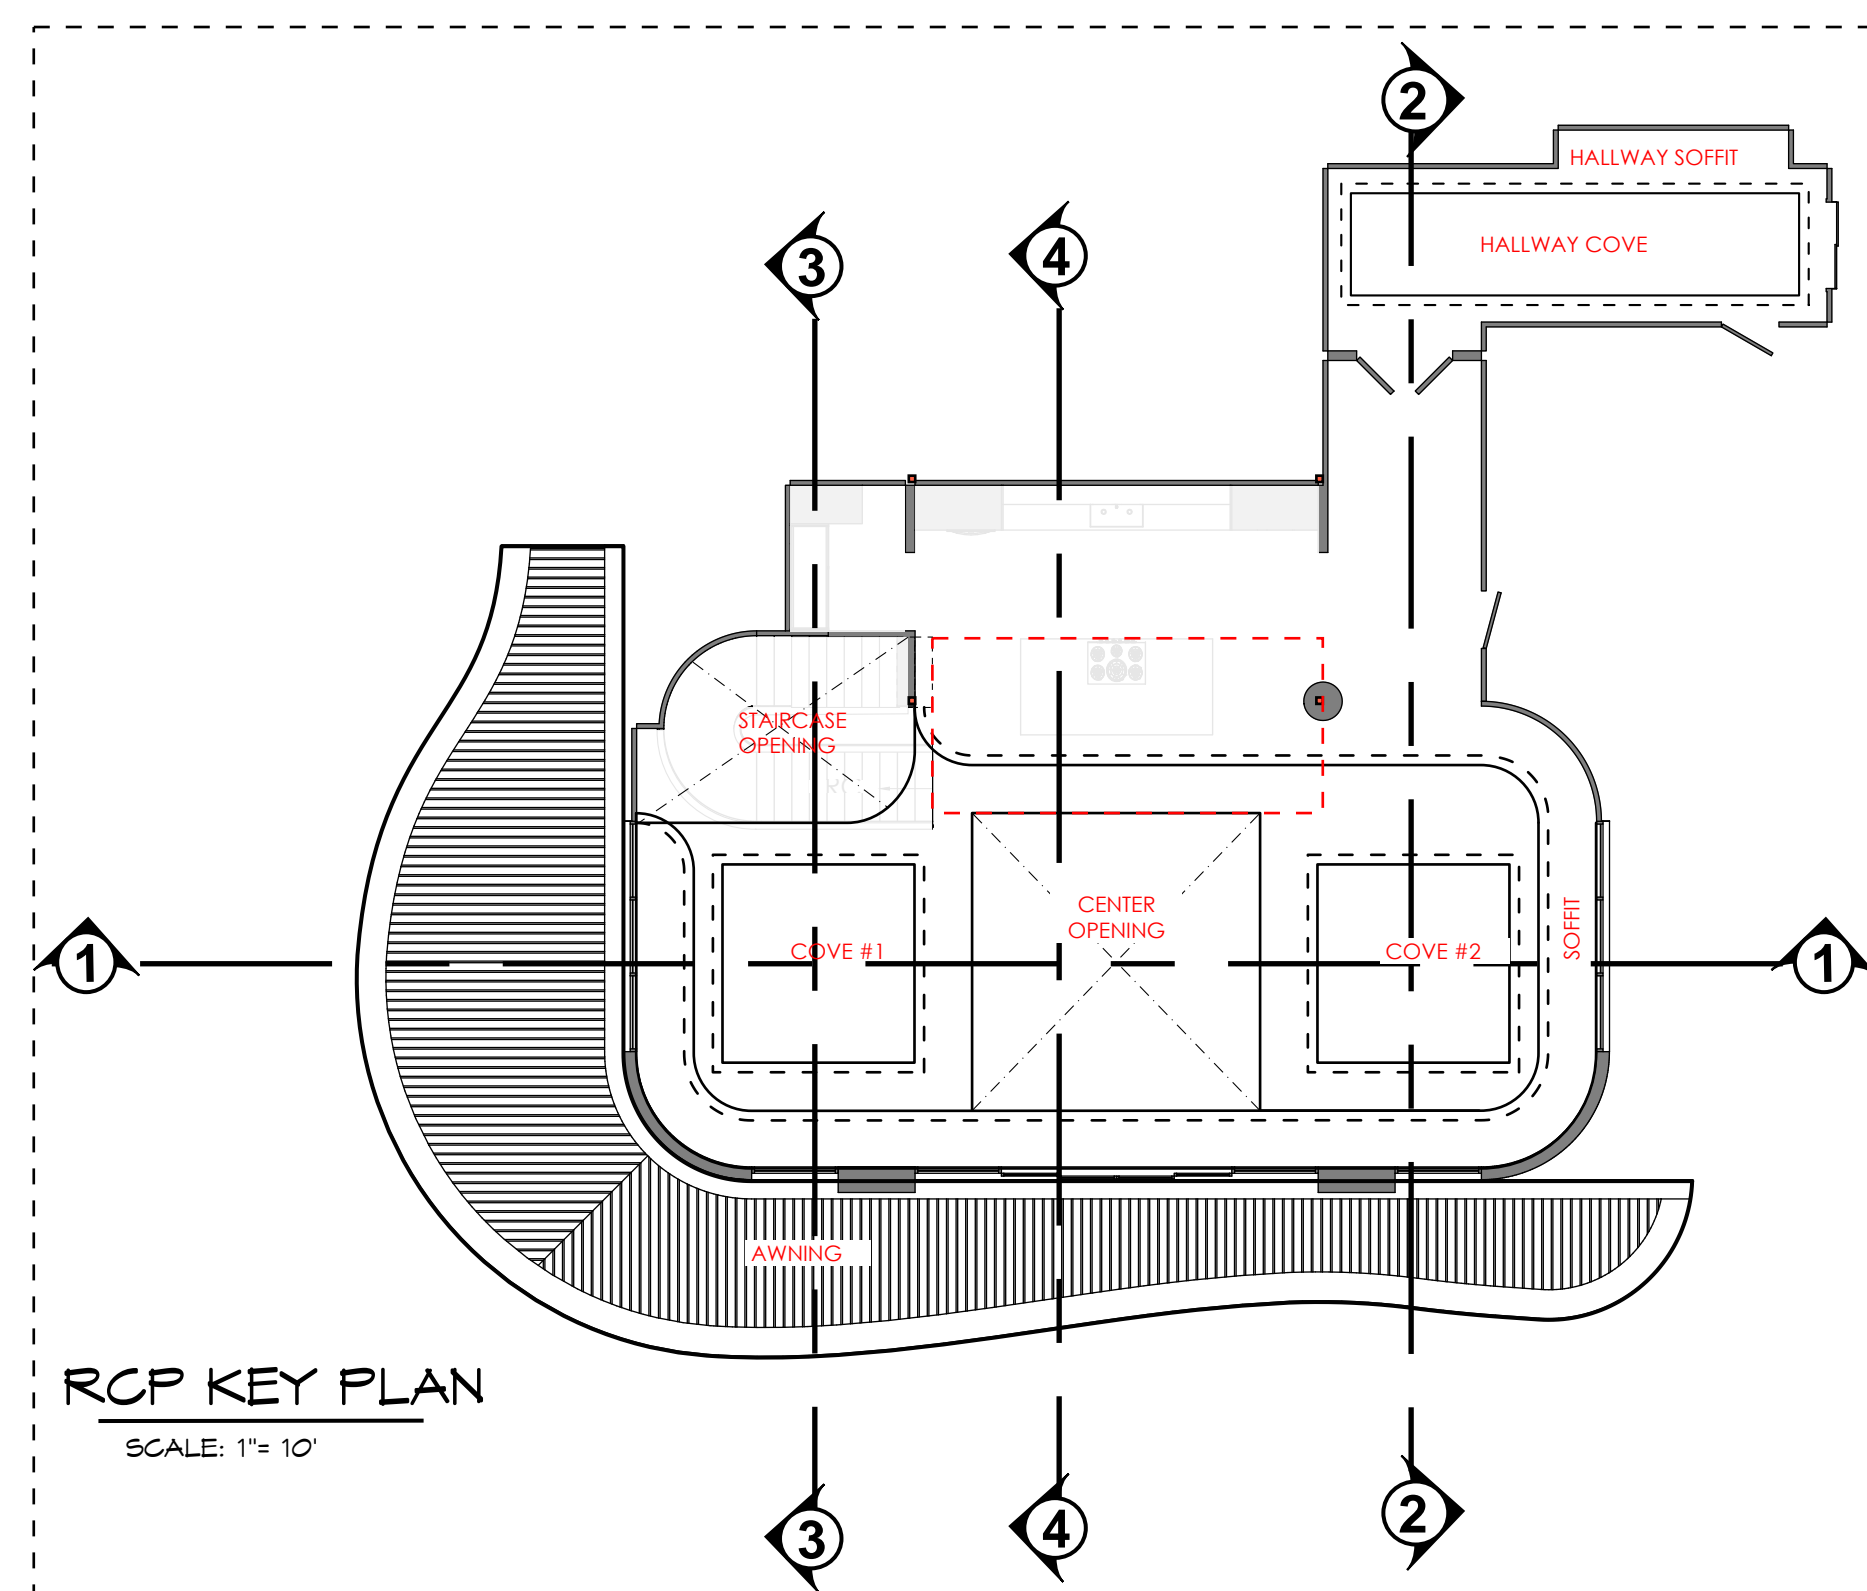 2
HALLWAY SOFFIT
3
4
HALLWAY COVE
STAIRCASE
OPENING
CENTER
OPENING
COVE #1
COVE #2
SOFFIT
1
1
AWNING
RCP KEY PLAN
SCALE: 1"= 10'
3
4
2